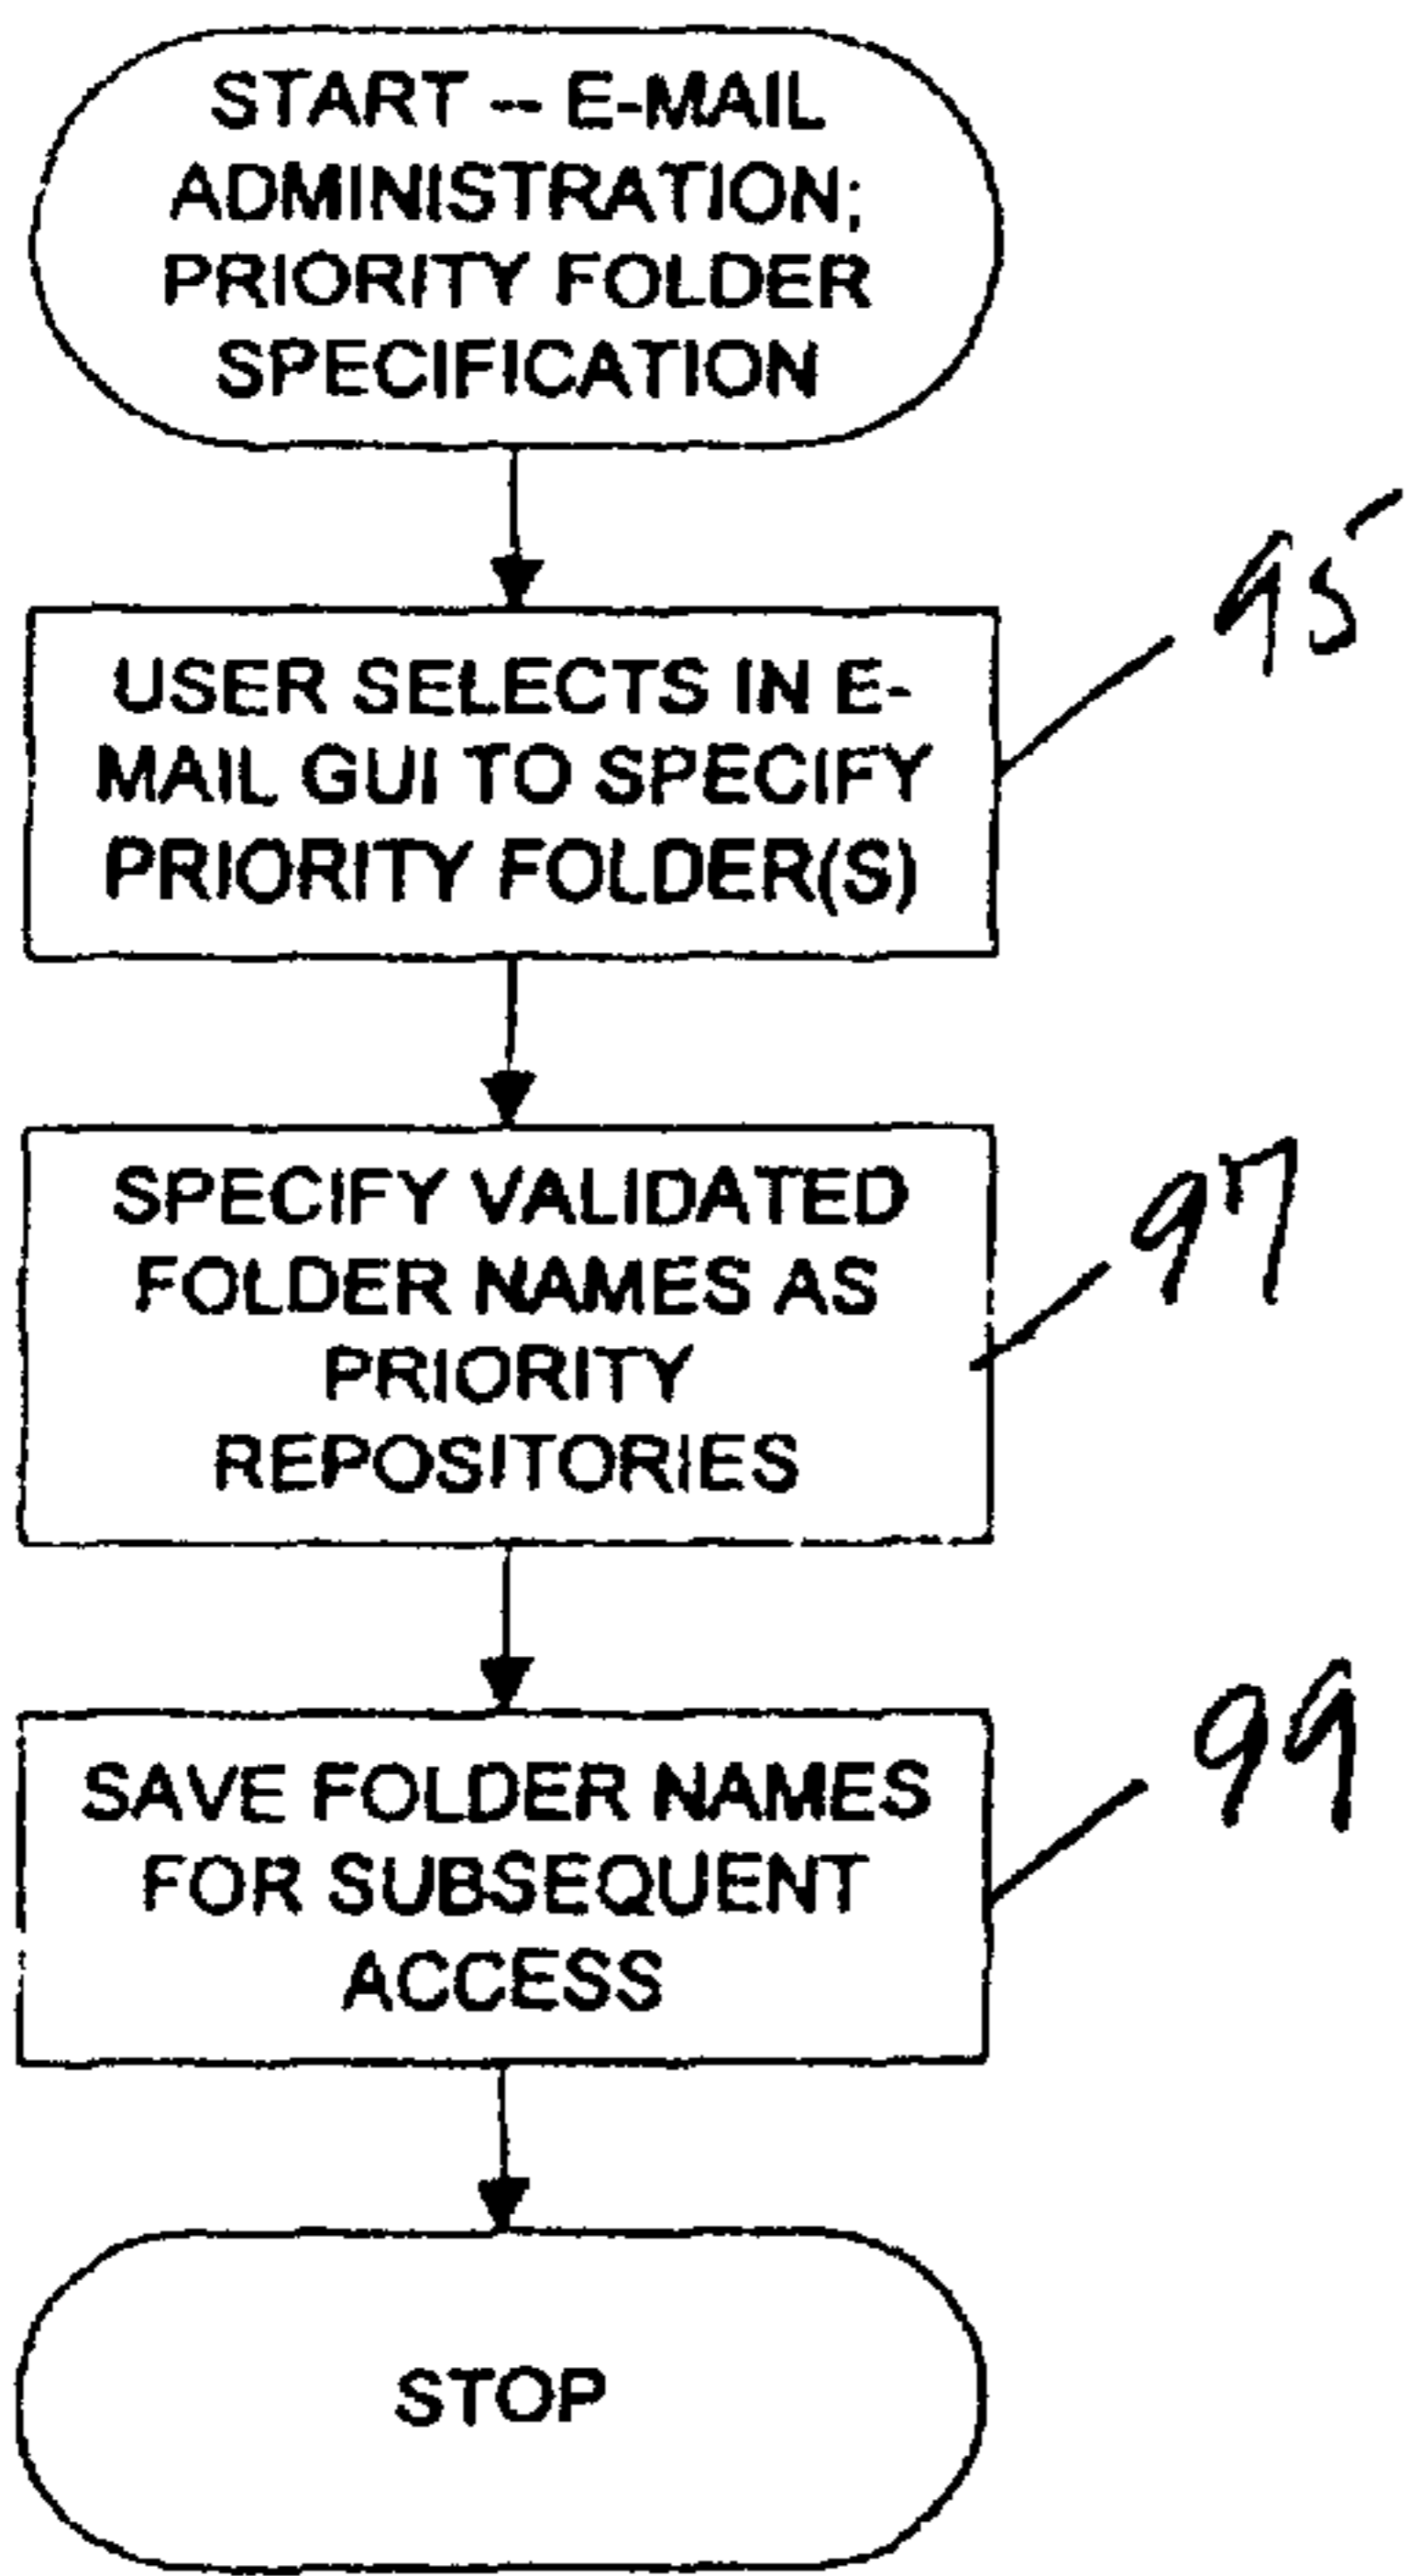 START -- E-MAIL
ADMINISTRATION;
PRIORITY FOLDER
SPECIFICATION
95
USER SELECTS IN E-
MAIL GUI TO SPECIFY
PRIORITY FOLDER(S)
97
SPECIFY VALIDATED
FOLDER NAMES AS
PRIORITY
REPOSITORIES
99
SAVE FOLDER NAMES
FOR SUBSEQUENT
ACCESS
STOP